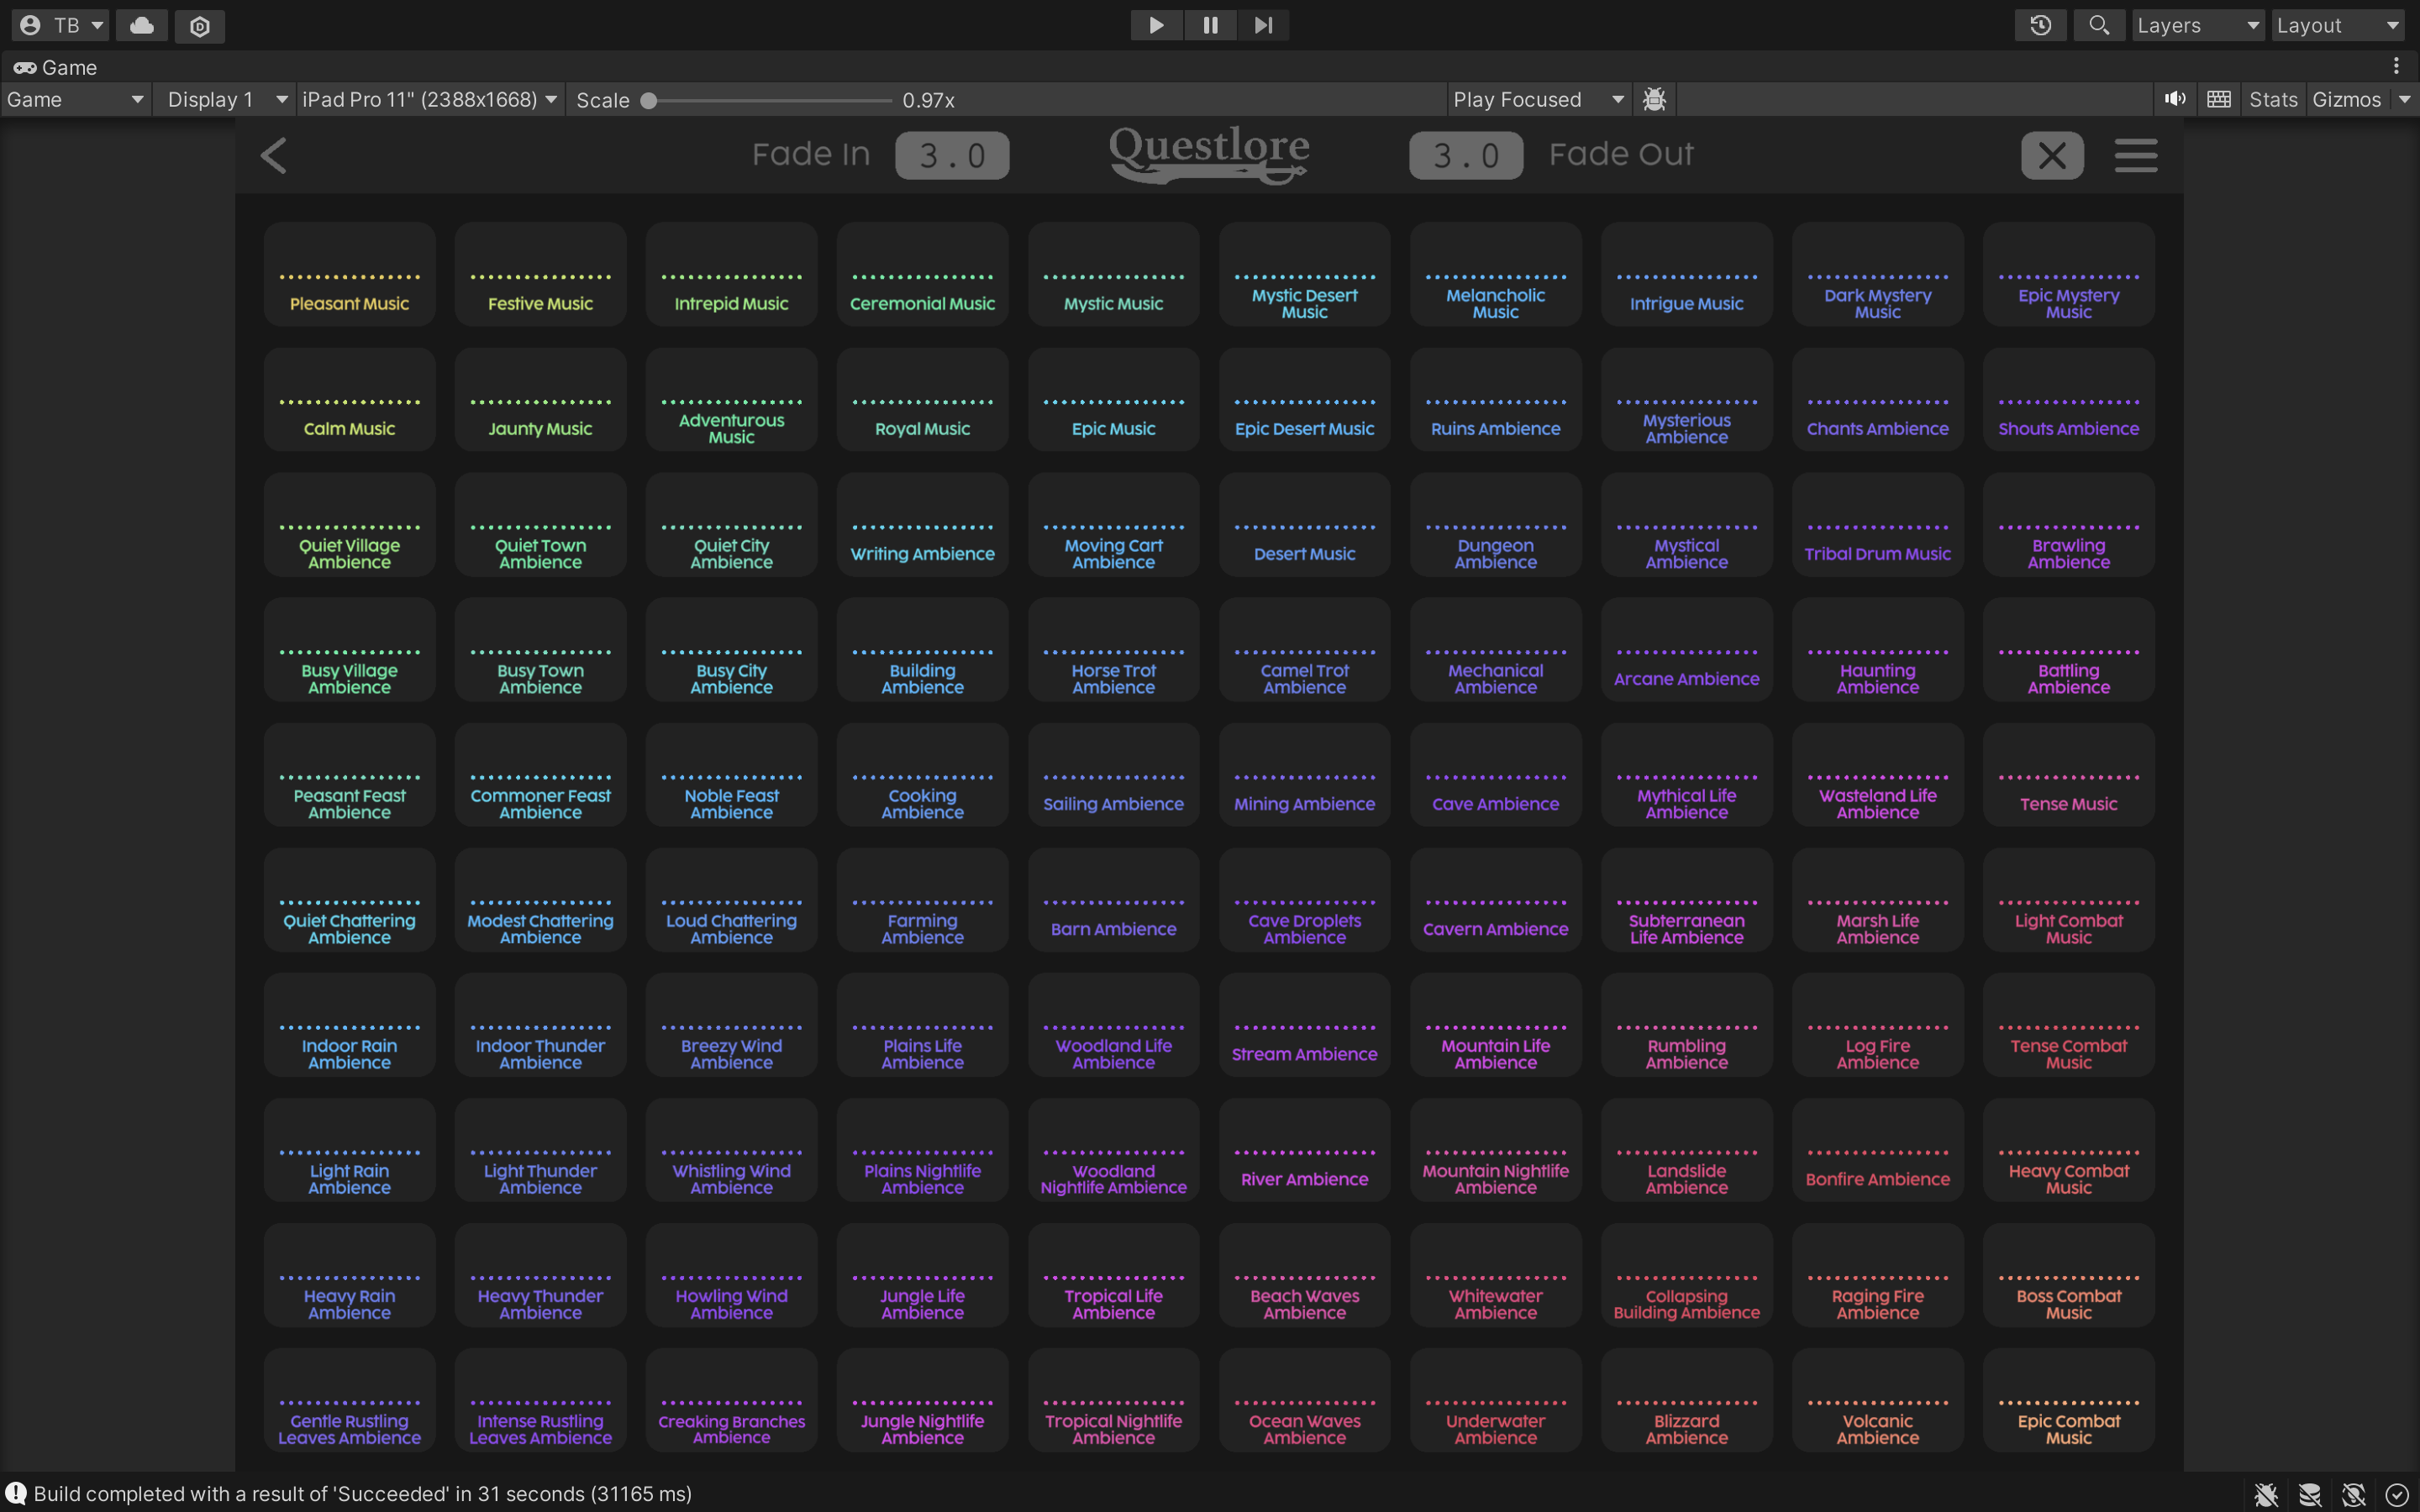 TB
Layers
Layout
Game
Game
Display 1
iPad Pro 11" (2388x1668)
Scale
0.97x
Play Focused
Stats
Gizmos
Fade In
3.0
Questlore
3.0
Fade Out
Pleasant Music
Festive Music
Intrepid Music
Ceremonial Music
Mystic Music
Mystic Desert
Music
Melancholic
Music
Intrigue Music
Dark Mystery
Music
Epic Mystery
Music
Calm Music
Jaunty Music
Adventurous
Music
Royal Music
Epic Music
Epic Desert Music
Ruins Ambience
Mysterious
Ambience
Chants Ambience
Shouts Ambience
Quiet Village
Ambience
Quiet Town
Ambience
Quiet City
Ambience
Writing Ambience
Moving Cart
Ambience
Desert Music
Dungeon
Ambience
Mystical
Ambience
Tribal Drum Music
Brawling
Ambience
Busy Village
Ambience
Busy Town
Ambience
Busy City
Ambience
Building
Ambience
Horse Trot
Ambience
Camel Trot
Ambience
Mechanical
Ambience
Arcane Ambience
Haunting
Ambience
Battling
Ambience
Peasant Feast
Ambience
Commoner Feast
Ambience
Noble Feast
Ambience
Cooking
Ambience
Sailing Ambience
Mining Ambience
Cave Ambience
Mythical Life
Ambience
Wasteland Life
Ambience
Tense Music
Quiet Chattering
Ambience
Modest Chattering
Ambience
Loud Chattering
Ambience
Farming
Ambience
Barn Ambience
Cave Droplets
Ambience
Cavern Ambience
Subterranean
Life Ambience
Marsh Life
Ambience
Light Combat
Music
Indoor Rain
Ambience
Indoor Thunder
Ambience
Breezy Wind
Ambience
Plains Life
Ambience
Woodland Life
Ambience
Stream Ambience
Mountain Life
Ambience
Rumbling
Ambience
Log Fire
Ambience
Tense Combat
Music
Light Rain
Ambience
Light Thunder
Ambience
Whistling Wind
Ambience
Plains Nightlife
Ambience
Woodland
Nightlife Ambience
River Ambience
Mountain Nightlife
Ambience
Landslide
Ambience
Bonfire Ambience
Heavy Combat
Music
Heavy Rain
Ambience
Heavy Thunder
Ambience
Howling Wind
Ambience
Jungle Life
Ambience
Tropical Life
Ambience
Beach Waves
Ambience
Whitewater
Ambience
Collapsing
Building Ambience
Raging Fire
Ambience
Boss Combat
Music
Gentle Rustling
Leaves Ambience
Intense Rustling
Leaves Ambience
Creaking Branches
Ambience
Jungle Nightlife
Ambience
Tropical Nightlife
Ambience
Ocean Waves
Ambience
Underwater
Ambience
Blizzard
Ambience
Volcanic
Ambience
Epic Combat
Music
Build completed with a result of 'Succeeded' in 31 seconds (31165 ms)